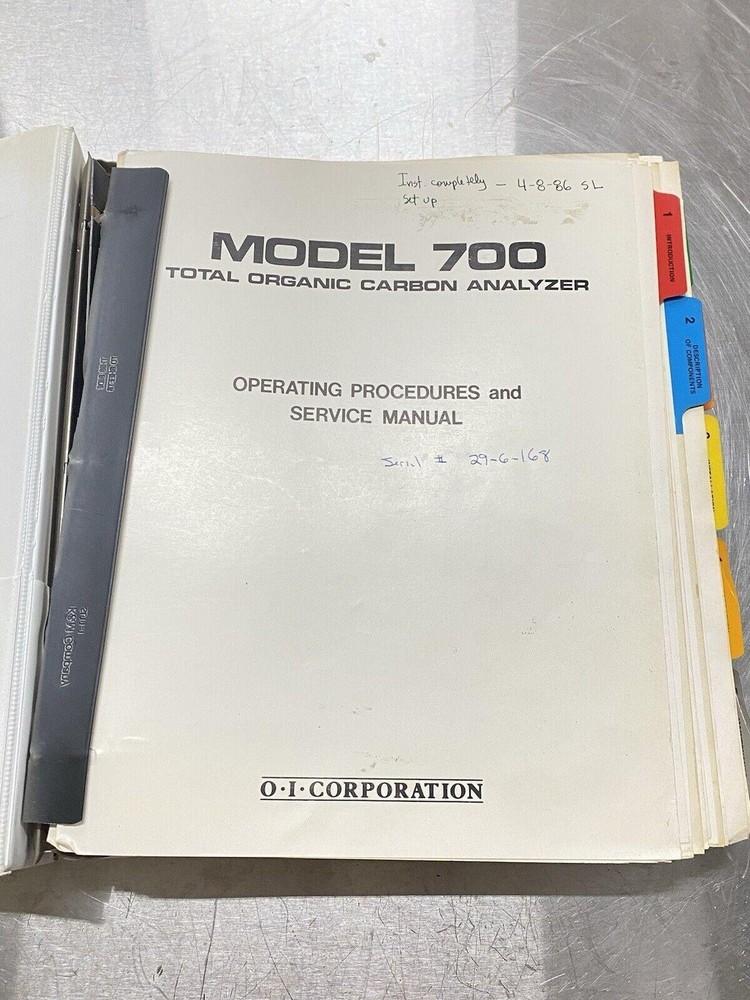 Inst. completely — 4-8-86 SL
Set up
MODEL 700
TOTAL ORGANIC CARBON ANALYZER
OPERATING PROCEDURES and
SERVICE MANUAL
Serial # 29-6-168
O·I·CORPORATION
1
INTRODUCTION
2
DESCRIPTION
OF COMPONENTS